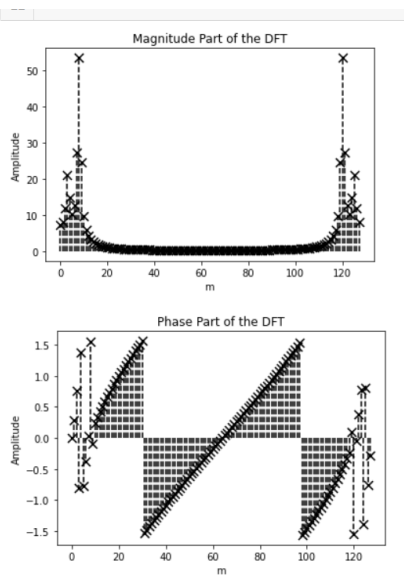 Magnitude Part of the DFT
50
40
30
20
10
0
Amplitude
0 20 40 60 80 100 120
m
Phase Part of the DFT
1.5
1.0
0.5
0.0
−0.5
−1.0
−1.5
Amplitude
0 20 40 60 80 100 120
m